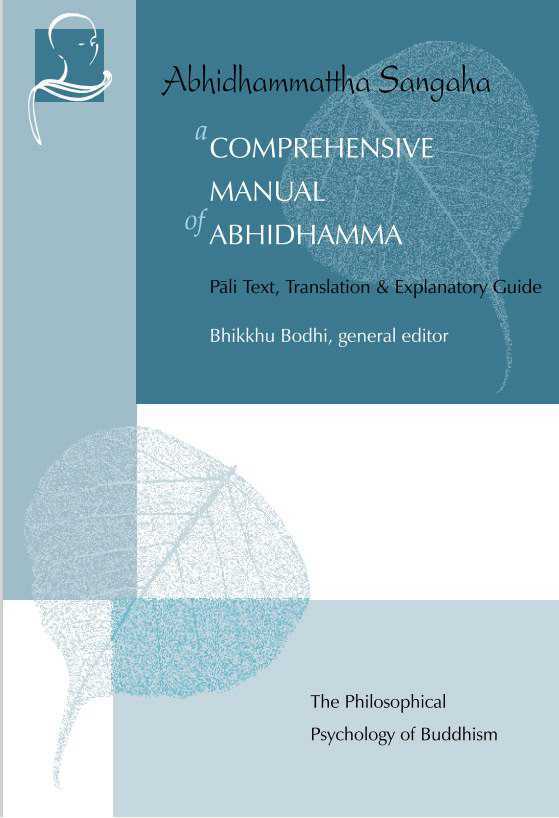 Abhidhammattha Sangaha
a COMPREHENSIVE
MANUAL
of ABHIDHAMMA
Pāli Text, Translation & Explanatory Guide
Bhikkhu Bodhi, general editor
The Philosophical
Psychology of Buddhism